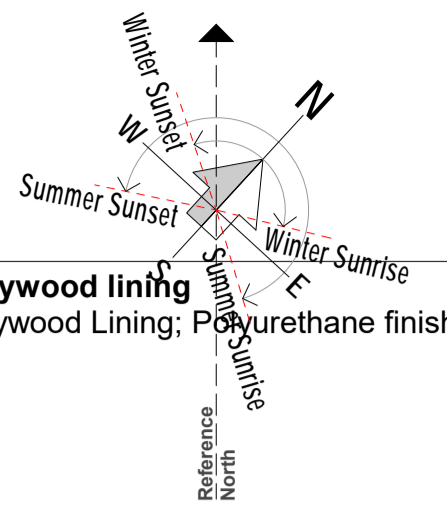 N
Winter Sunset
W
Summer Sunset
Winter Sunrise
S
E
Summer Sunrise
ywood lining
ywood Lining; Polyurethane finish
Reference
North